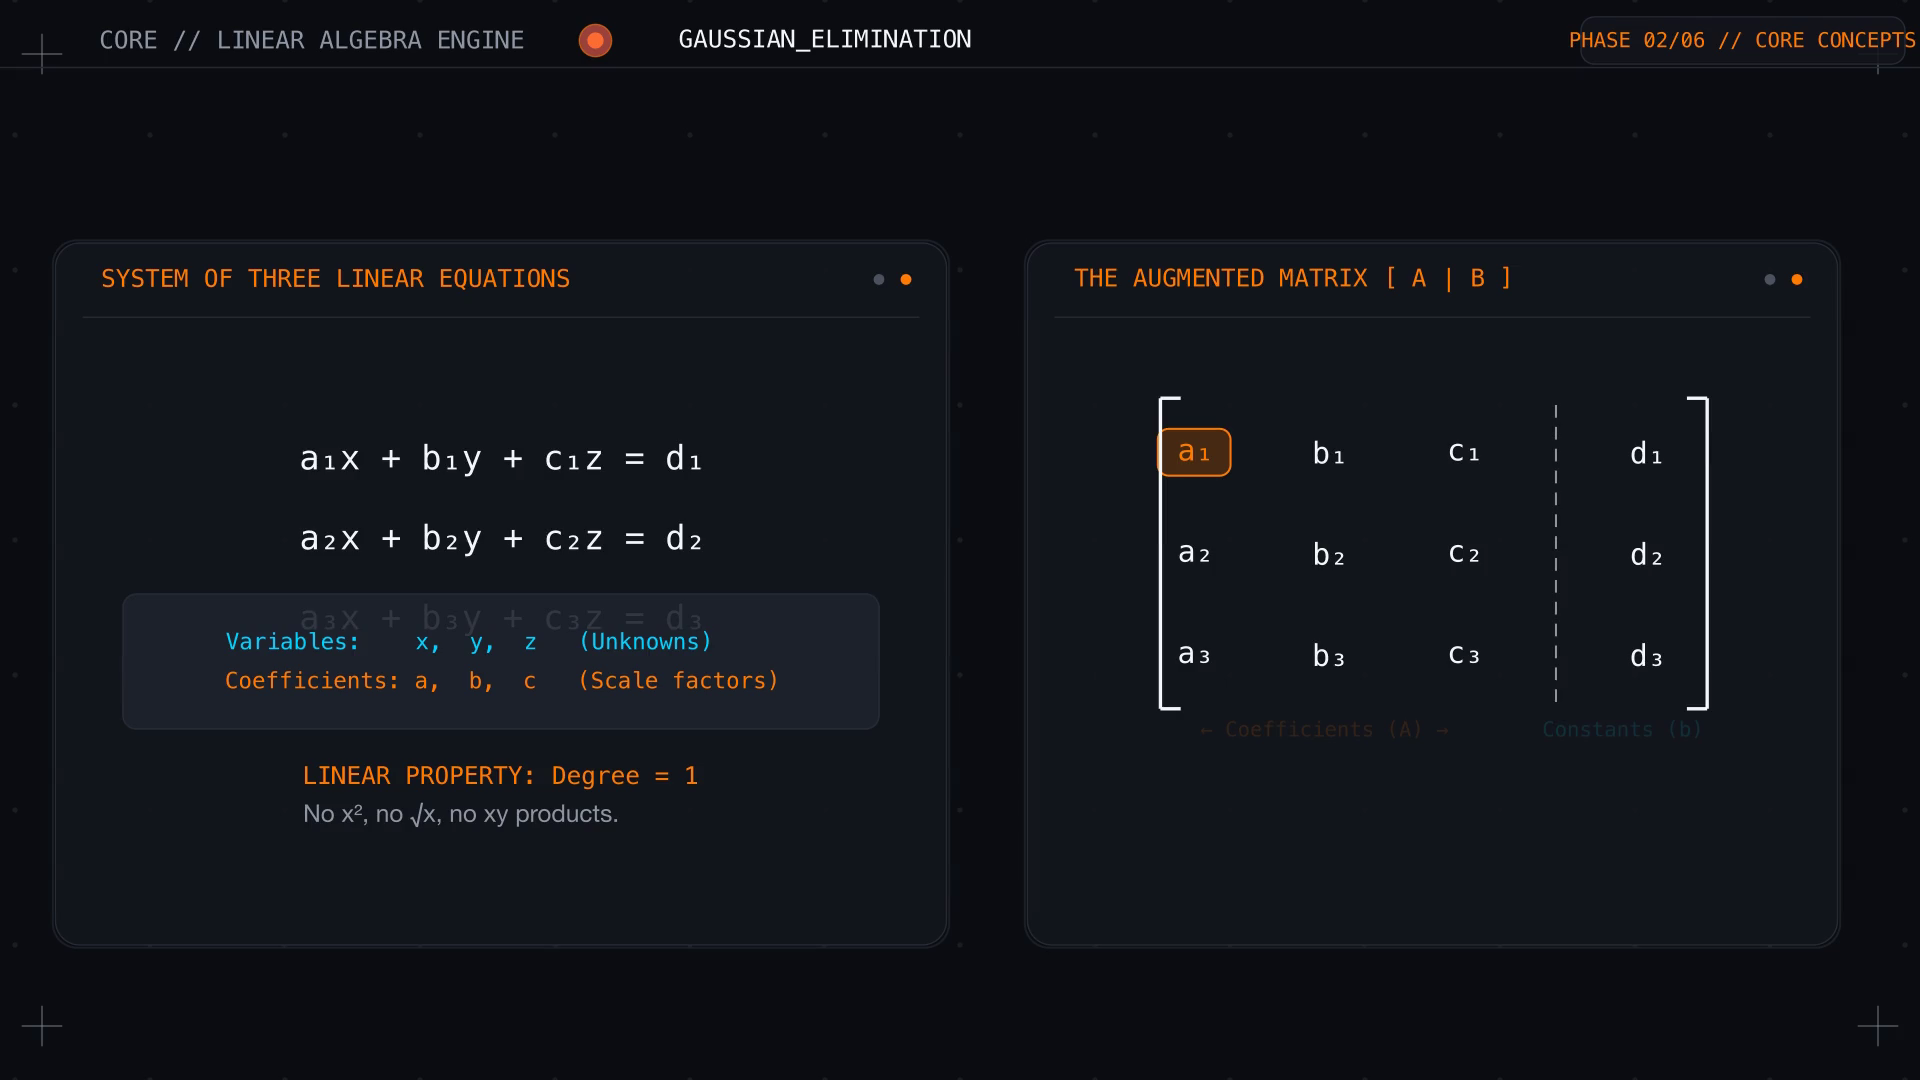 CORE // LINEAR ALGEBRA ENGINE
GAUSSIAN_ELIMINATION
PHASE 02/06 // CORE CONCEPTS
SYSTEM OF THREE LINEAR EQUATIONS
a₁x + b₁y + c₁z = d₁
a₂x + b₂y + c₂z = d₂
a₃x + b₃y + c₃z = d₃
Variables: x, y, z (Unknowns)
Coefficients: a, b, c (Scale factors)
LINEAR PROPERTY: Degree = 1
No x², no √x, no xy products.
THE AUGMENTED MATRIX [ A | B ]
a₁ b₁ c₁ d₁
a₂ b₂ c₂ d₂
a₃ b₃ c₃ d₃
← Coefficients (A) → Constants (b)